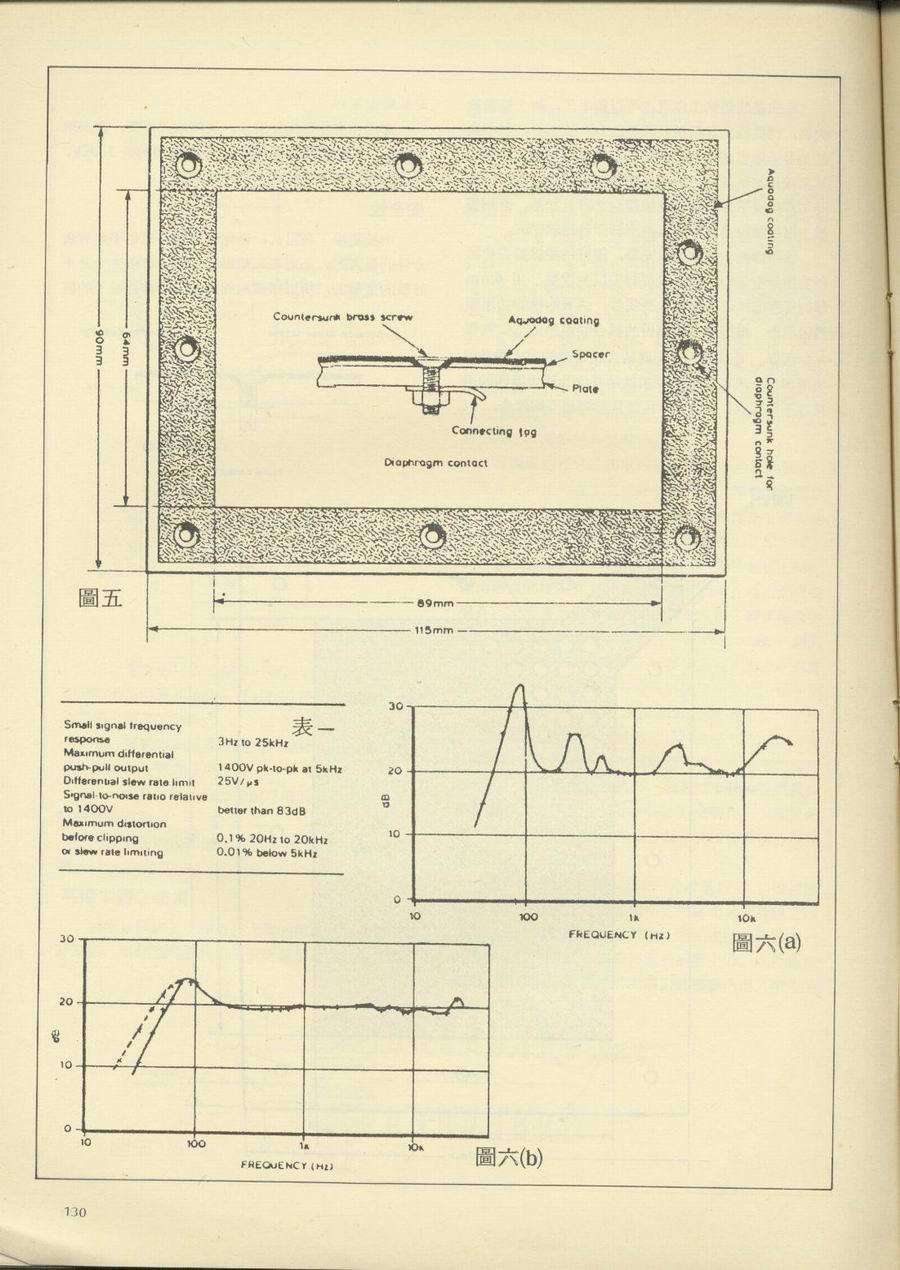 Aquadag coating
Countersunk brass screw
Aquadag coating
Spacer
Plate
Connecting tag
Diaphragm contact
Countersunk hole for
diaphragm contact
90mm
64mm
89mm
115mm
圖五
表一
Small signal frequency
response 3Hz to 25kHz
Maximum differential
push-pull output 1400V pk-to-pk at 5kHz
Differential slew rate limit 25V/µs
Signal-to-noise ratio relative
to 1400V better than 83dB
Maximum distortion
before clipping 0.1% 20Hz to 20kHz
or slew rate limiting 0.01% below 5kHz
30
20
dB
10
0
10 100 1k 10k
FREQUENCY (Hz)
圖六(a)
30
20
dB
10
0
10 100 1k 10k
FREQUENCY (Hz)
圖六(b)
130